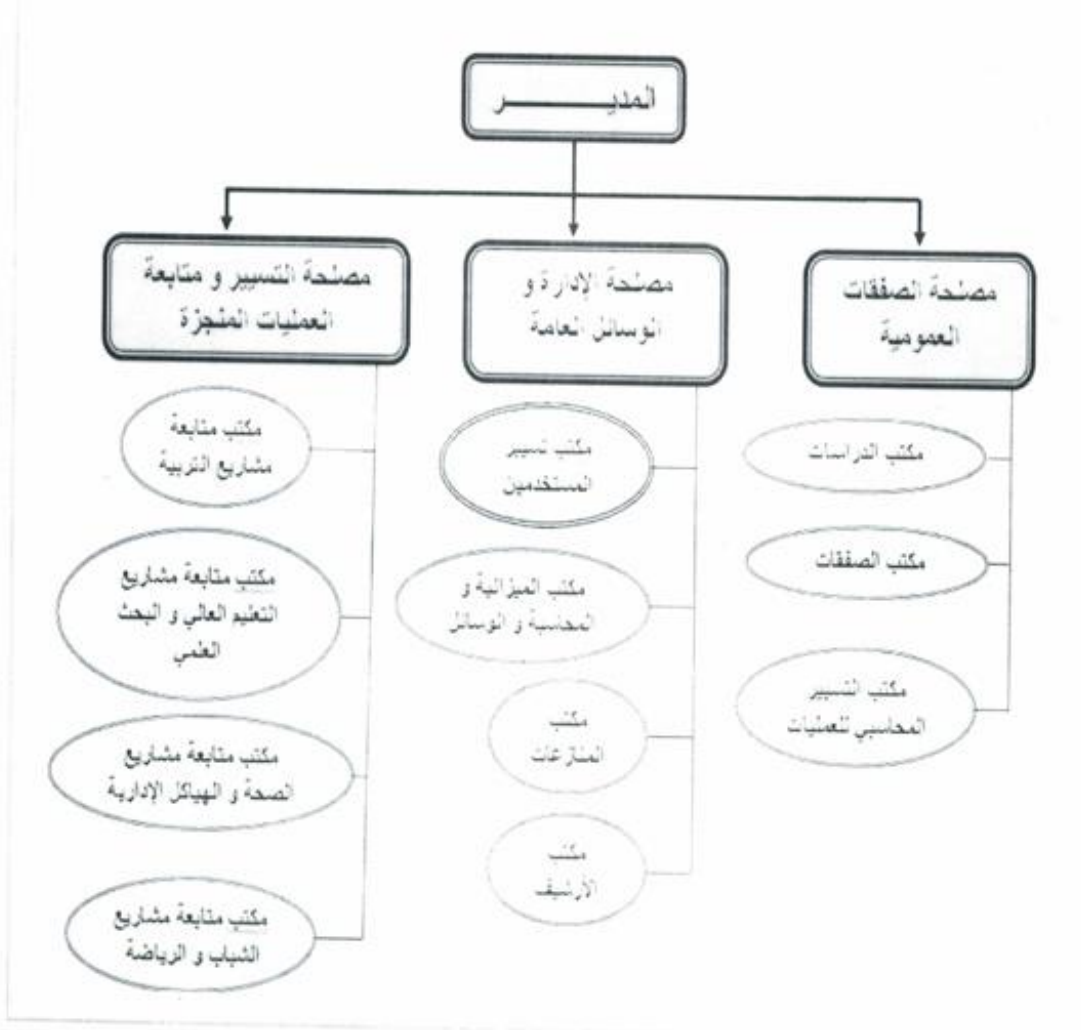 المديـــــــــر
مصلحة الصفقات
العمومية
مكتب الدراسات
مكتب الصفقات
مكتب التسيير
المحاسبي للعمليات
مصلحة الإدارة و
الوسائل العامة
مكتب تسيير
المستخدمين
مكتب الميزانية و
المحاسبة و الوسائل
مكتب
المنازعات
مكتب
الأرشيف
مصلحة التسيير و متابعة
العمليات المنجزة
مكتب متابعة
مشاريع التربية
مكتب متابعة مشاريع
التعليم العالي و البحث
العلمي
مكتب متابعة مشاريع
الصحة و الهياكل الإدارية
مكتب متابعة مشاريع
الشباب و الرياضة